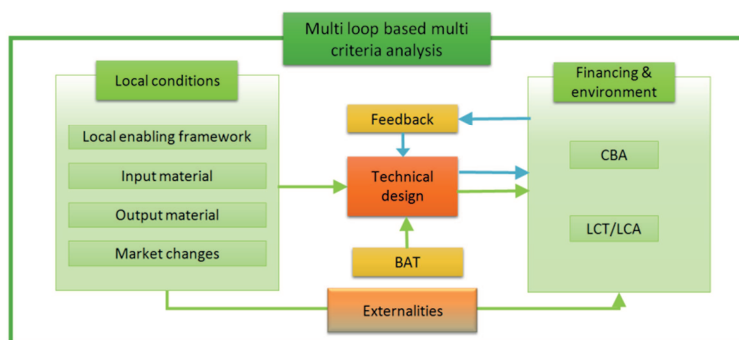 Multi loop based multi
criteria analysis
Local conditions
Local enabling framework
Input material
Output material
Market changes
Feedback
Technical
design
BAT
Externalities
Financing &
environment
CBA
LCT/LCA